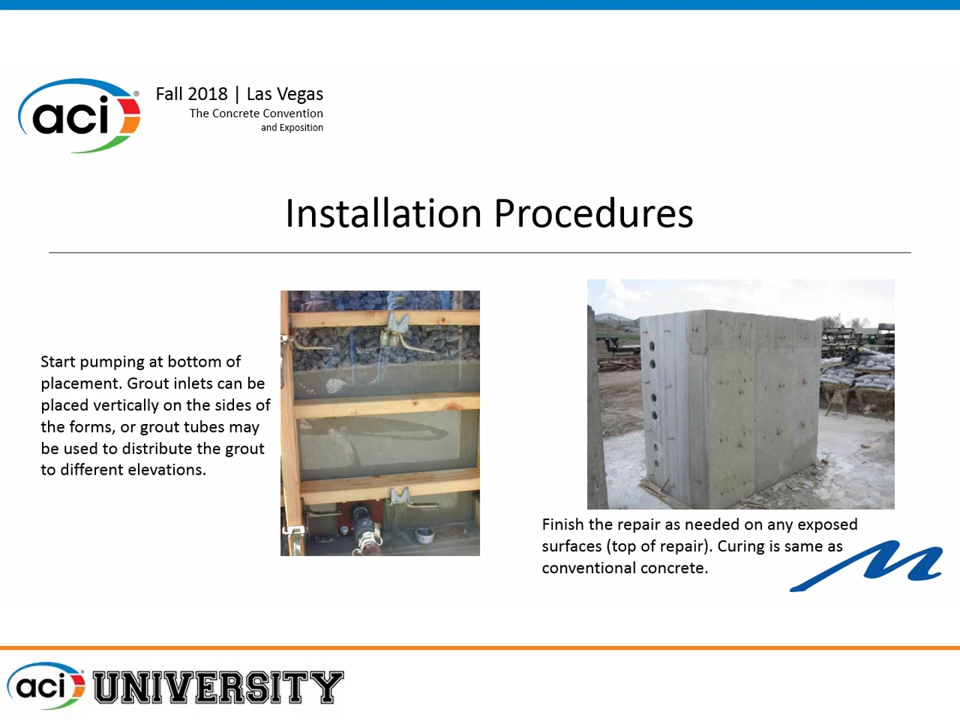 aci®
Fall 2018 | Las Vegas
The Concrete Convention
and Exposition
Installation Procedures
Start pumping at bottom of
placement. Grout inlets can be
placed vertically on the sides of
the forms, or grout tubes may
be used to distribute the grout
to different elevations.
Finish the repair as needed on any exposed
surfaces (top of repair). Curing is same as
conventional concrete.
M
aci UNIVERSITY